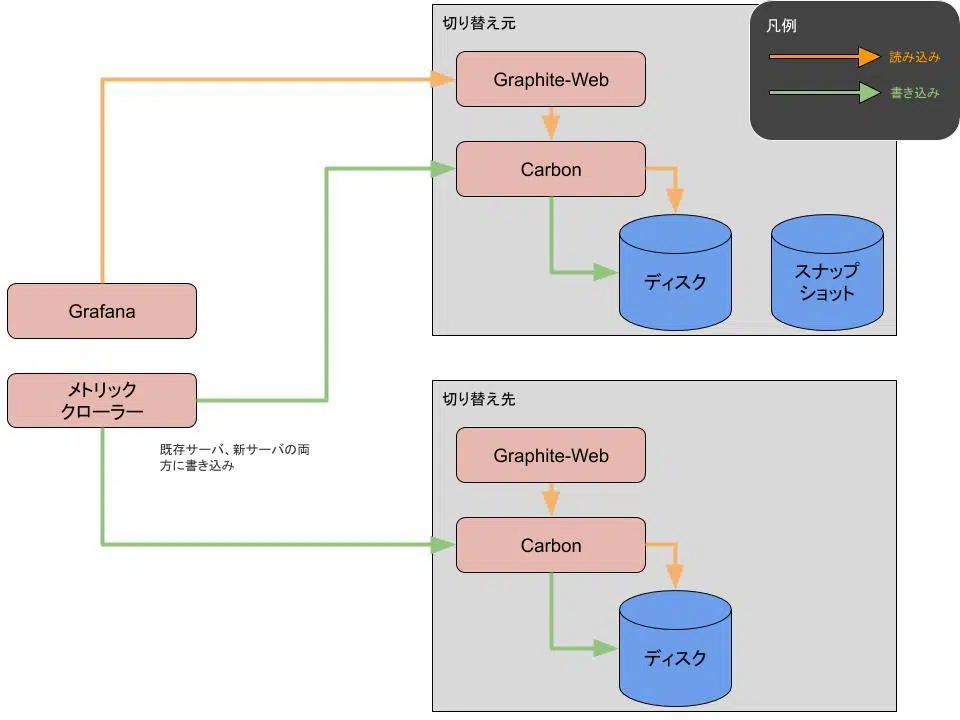 切り替え元
凡例
読み込み
書き込み
Graphite-Web
Carbon
ディスク
スナップ
ショット
Grafana
メトリック
クローラー
既存サーバ、新サーバの両
方に書き込み
切り替え先
Graphite-Web
Carbon
ディスク